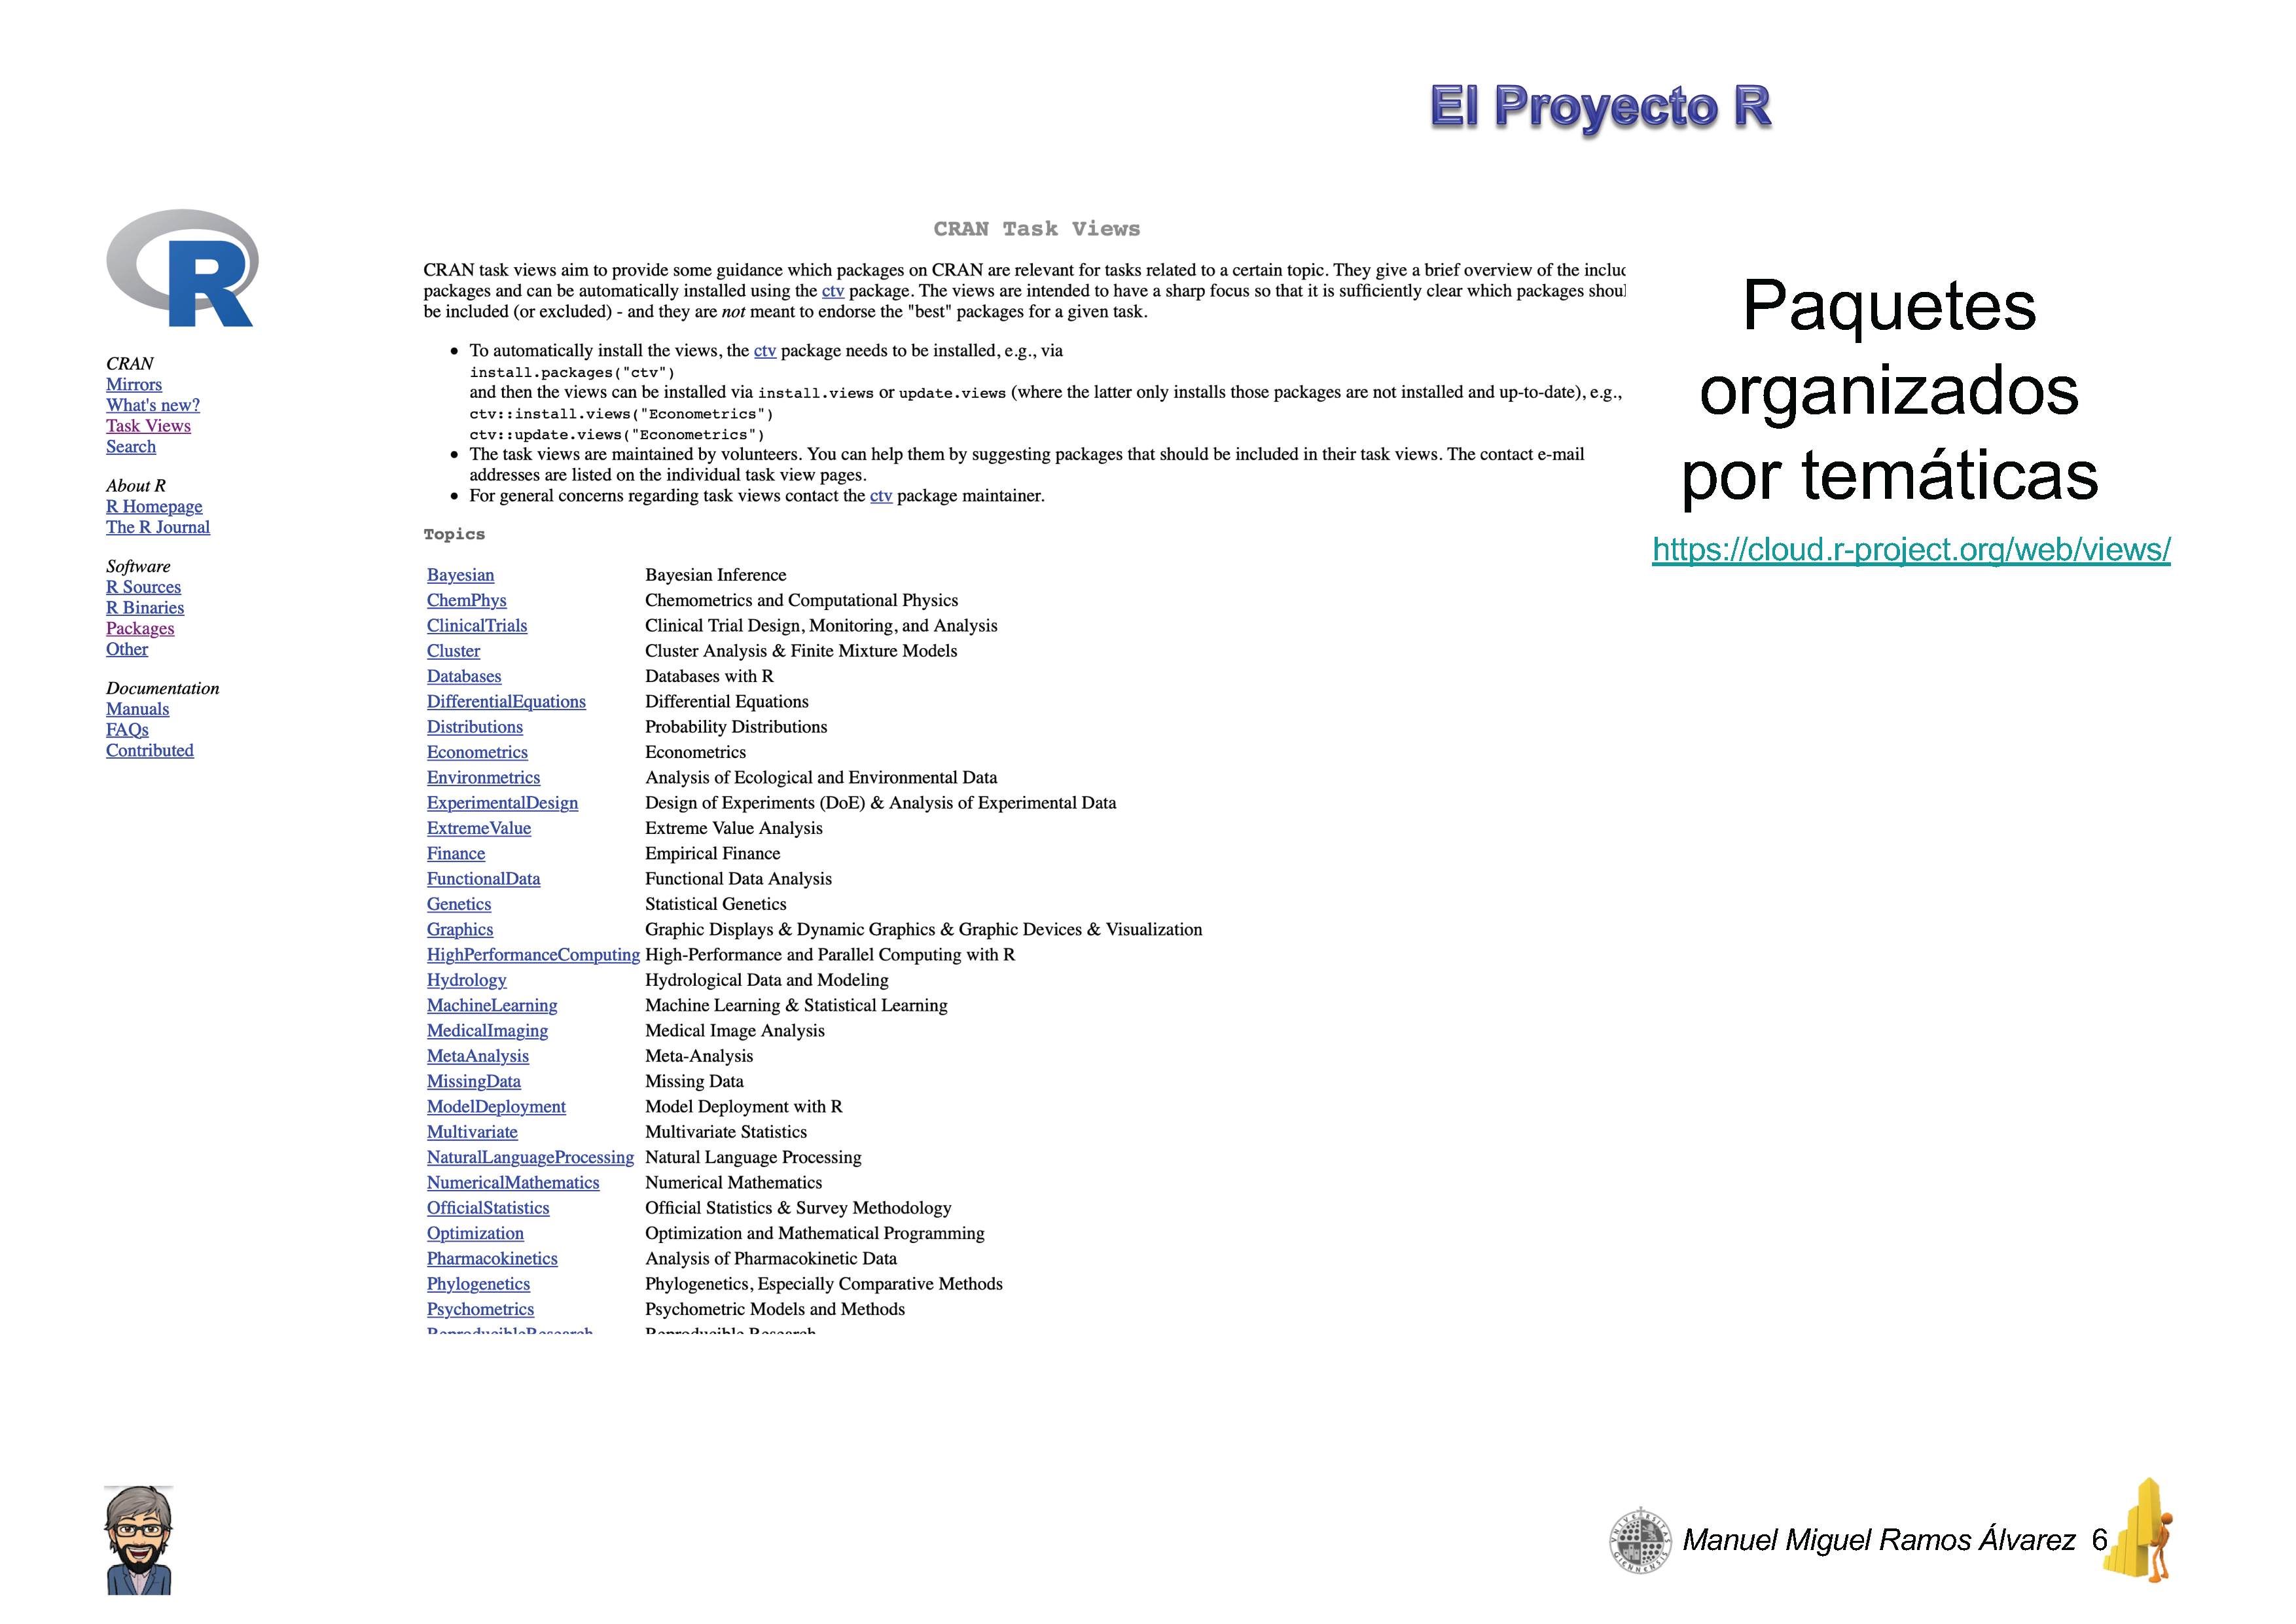 El Proyecto R
CRAN
Mirrors
What's new?
Task Views
Search
About R
R Homepage
The R Journal
Software
R Sources
R Binaries
Packages
Other
Documentation
Manuals
FAQs
Contributed
CRAN Task Views
CRAN task views aim to provide some guidance which packages on CRAN are relevant for tasks related to a certain topic. They give a brief overview of the includ
packages and can be automatically installed using the ctv package. The views are intended to have a sharp focus so that it is sufficiently clear which packages shoul
be included (or excluded) - and they are not meant to endorse the "best" packages for a given task.
• To automatically install the views, the ctv package needs to be installed, e.g., via
install.packages("ctv")
and then the views can be installed via install.views or update.views (where the latter only installs those packages are not installed and up-to-date), e.g.,
ctv::install.views("Econometrics")
ctv::update.views("Econometrics")
• The task views are maintained by volunteers. You can help them by suggesting packages that should be included in their task views. The contact e-mail
addresses are listed on the individual task view pages.
• For general concerns regarding task views contact the ctv package maintainer.
Topics
Bayesian Bayesian Inference
ChemPhys Chemometrics and Computational Physics
ClinicalTrials Clinical Trial Design, Monitoring, and Analysis
Cluster Cluster Analysis & Finite Mixture Models
Databases Databases with R
DifferentialEquations Differential Equations
Distributions Probability Distributions
Econometrics Econometrics
Environmetrics Analysis of Ecological and Environmental Data
ExperimentalDesign Design of Experiments (DoE) & Analysis of Experimental Data
ExtremeValue Extreme Value Analysis
Finance Empirical Finance
FunctionalData Functional Data Analysis
Genetics Statistical Genetics
Graphics Graphic Displays & Dynamic Graphics & Graphic Devices & Visualization
HighPerformanceComputing High-Performance and Parallel Computing with R
Hydrology Hydrological Data and Modeling
MachineLearning Machine Learning & Statistical Learning
MedicalImaging Medical Image Analysis
MetaAnalysis Meta-Analysis
MissingData Missing Data
ModelDeployment Model Deployment with R
Multivariate Multivariate Statistics
NaturalLanguageProcessing Natural Language Processing
NumericalMathematics Numerical Mathematics
OfficialStatistics Official Statistics & Survey Methodology
Optimization Optimization and Mathematical Programming
Pharmacokinetics Analysis of Pharmacokinetic Data
Phylogenetics Phylogenetics, Especially Comparative Methods
Psychometrics Psychometric Models and Methods
ReproducibleResearch Reproducible Research
Paquetes
organizados
por temáticas
https://cloud.r-project.org/web/views/
Manuel Miguel Ramos Álvarez 6